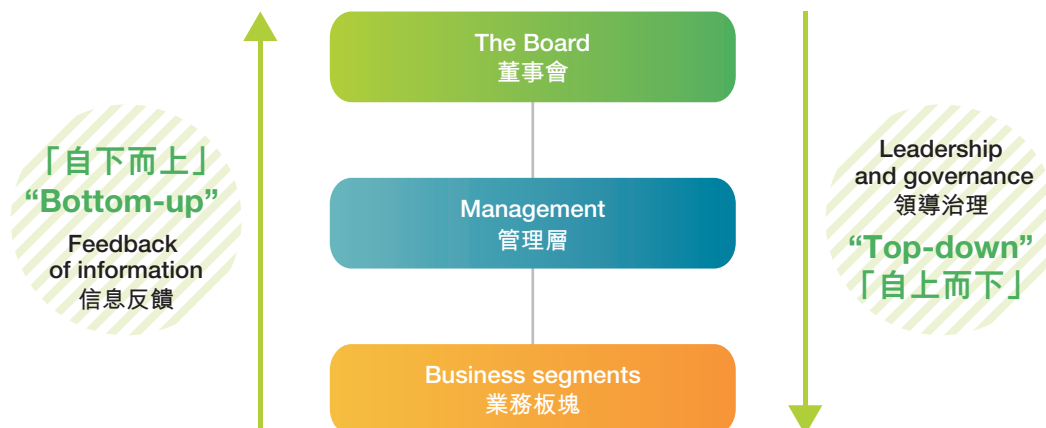 The Board
董事會
「自下而上」
“Bottom-up”
Feedback
of information
信息反饋
Management
管理層
Leadership
and governance
領導治理
“Top-down”
「自上而下」
Business segments
業務板塊